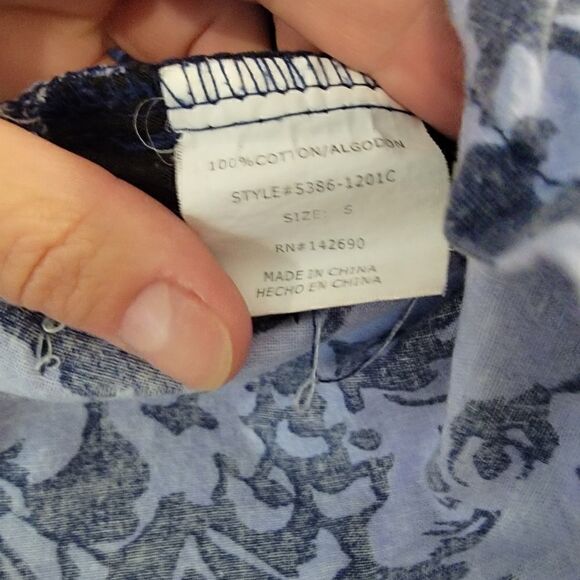 100%COTTON/ALGODON
STYLE#5386-1201C
SIZE: S
RN#142690
MADE IN CHINA
HECHO EN CHINA